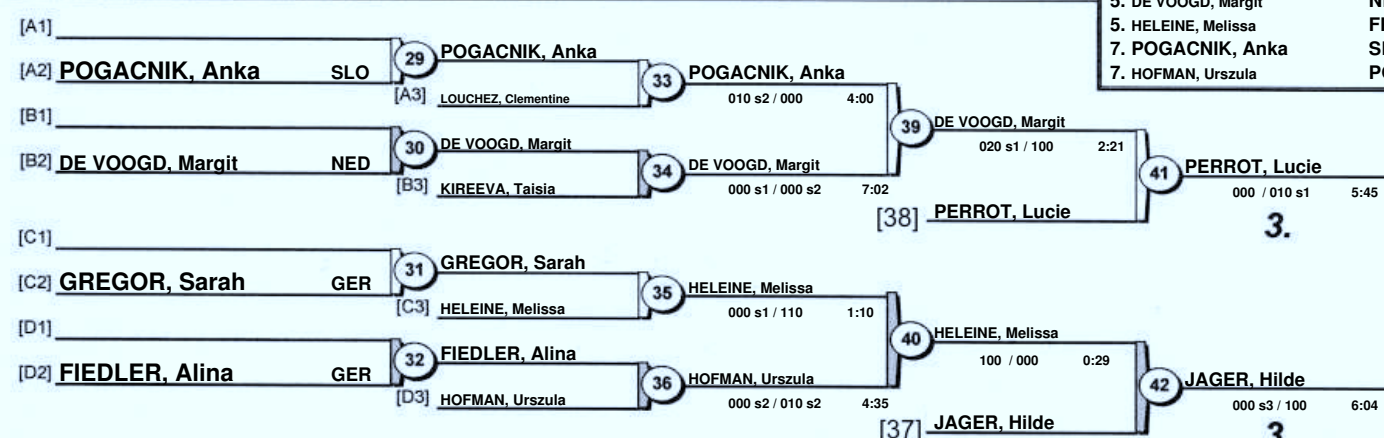 5. DE VOOGD, Margit
5. HELEINE, Melissa
7. POGACNIK, Anka
7. HOFMAN, Urszula
[A1]
[A2] POGACNIK, Anka SLO
29
POGACNIK, Anka
[A3] LOUCHEZ, Clementine
33
POGACNIK, Anka
010 s2 / 000 4:00
[B1]
[B2] DE VOOGD, Margit NED
30
DE VOOGD, Margit
[B3] KIREEVA, Taisia
34
DE VOOGD, Margit
000 s1 / 000 s2 7:02
39
DE VOOGD, Margit
020 s1 / 100 2:21
[38] PERROT, Lucie
41
PERROT, Lucie
000 / 010 s1 5:45
3.
[C1]
[C2] GREGOR, Sarah GER
31
GREGOR, Sarah
[C3] HELEINE, Melissa
35
HELEINE, Melissa
000 s1 / 110 1:10
[D1]
[D2] FIEDLER, Alina GER
32
FIEDLER, Alina
[D3] HOFMAN, Urszula
36
HOFMAN, Urszula
000 s2 / 010 s2 4:35
40
HELEINE, Melissa
100 / 000 0:29
[37] JAGER, Hilde
42
JAGER, Hilde
000 s3 / 100 6:04
3